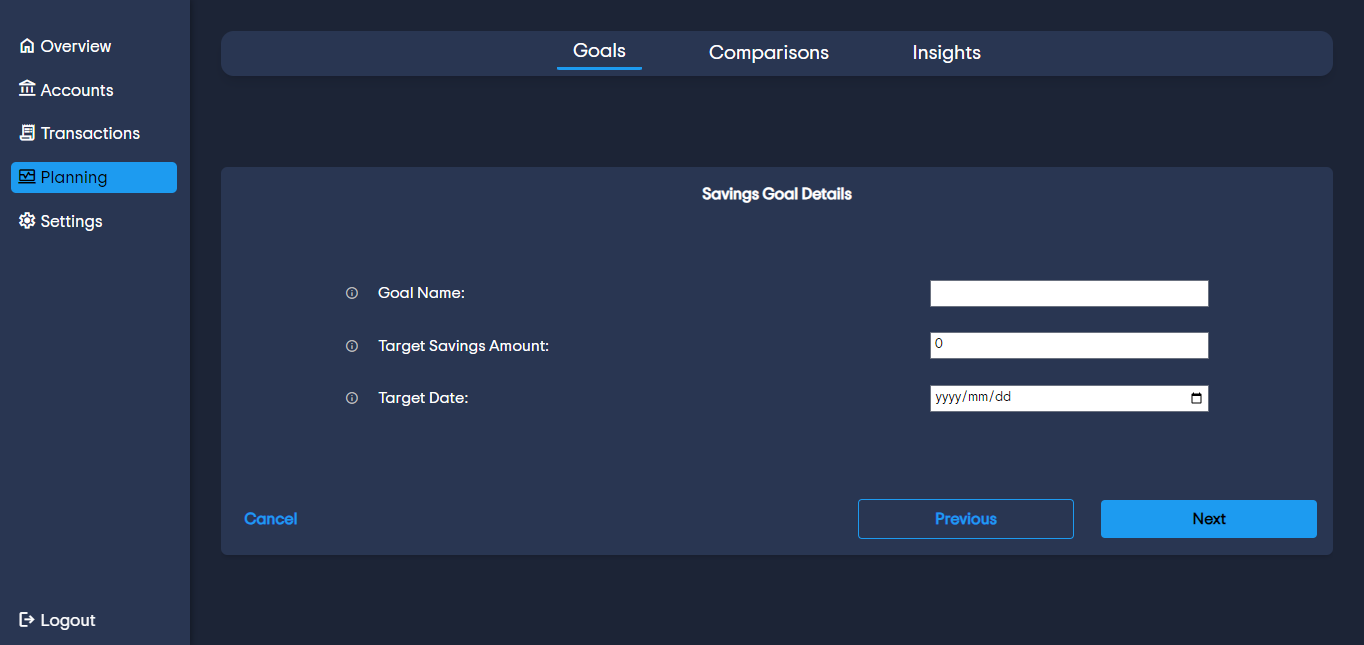 Overview
Accounts
Transactions
Planning
Settings
Logout
Goals Comparisons Insights
Savings Goal Details
Goal Name:
Target Savings Amount: 0
Target Date: yyyy/mm/dd
Cancel Previous Next